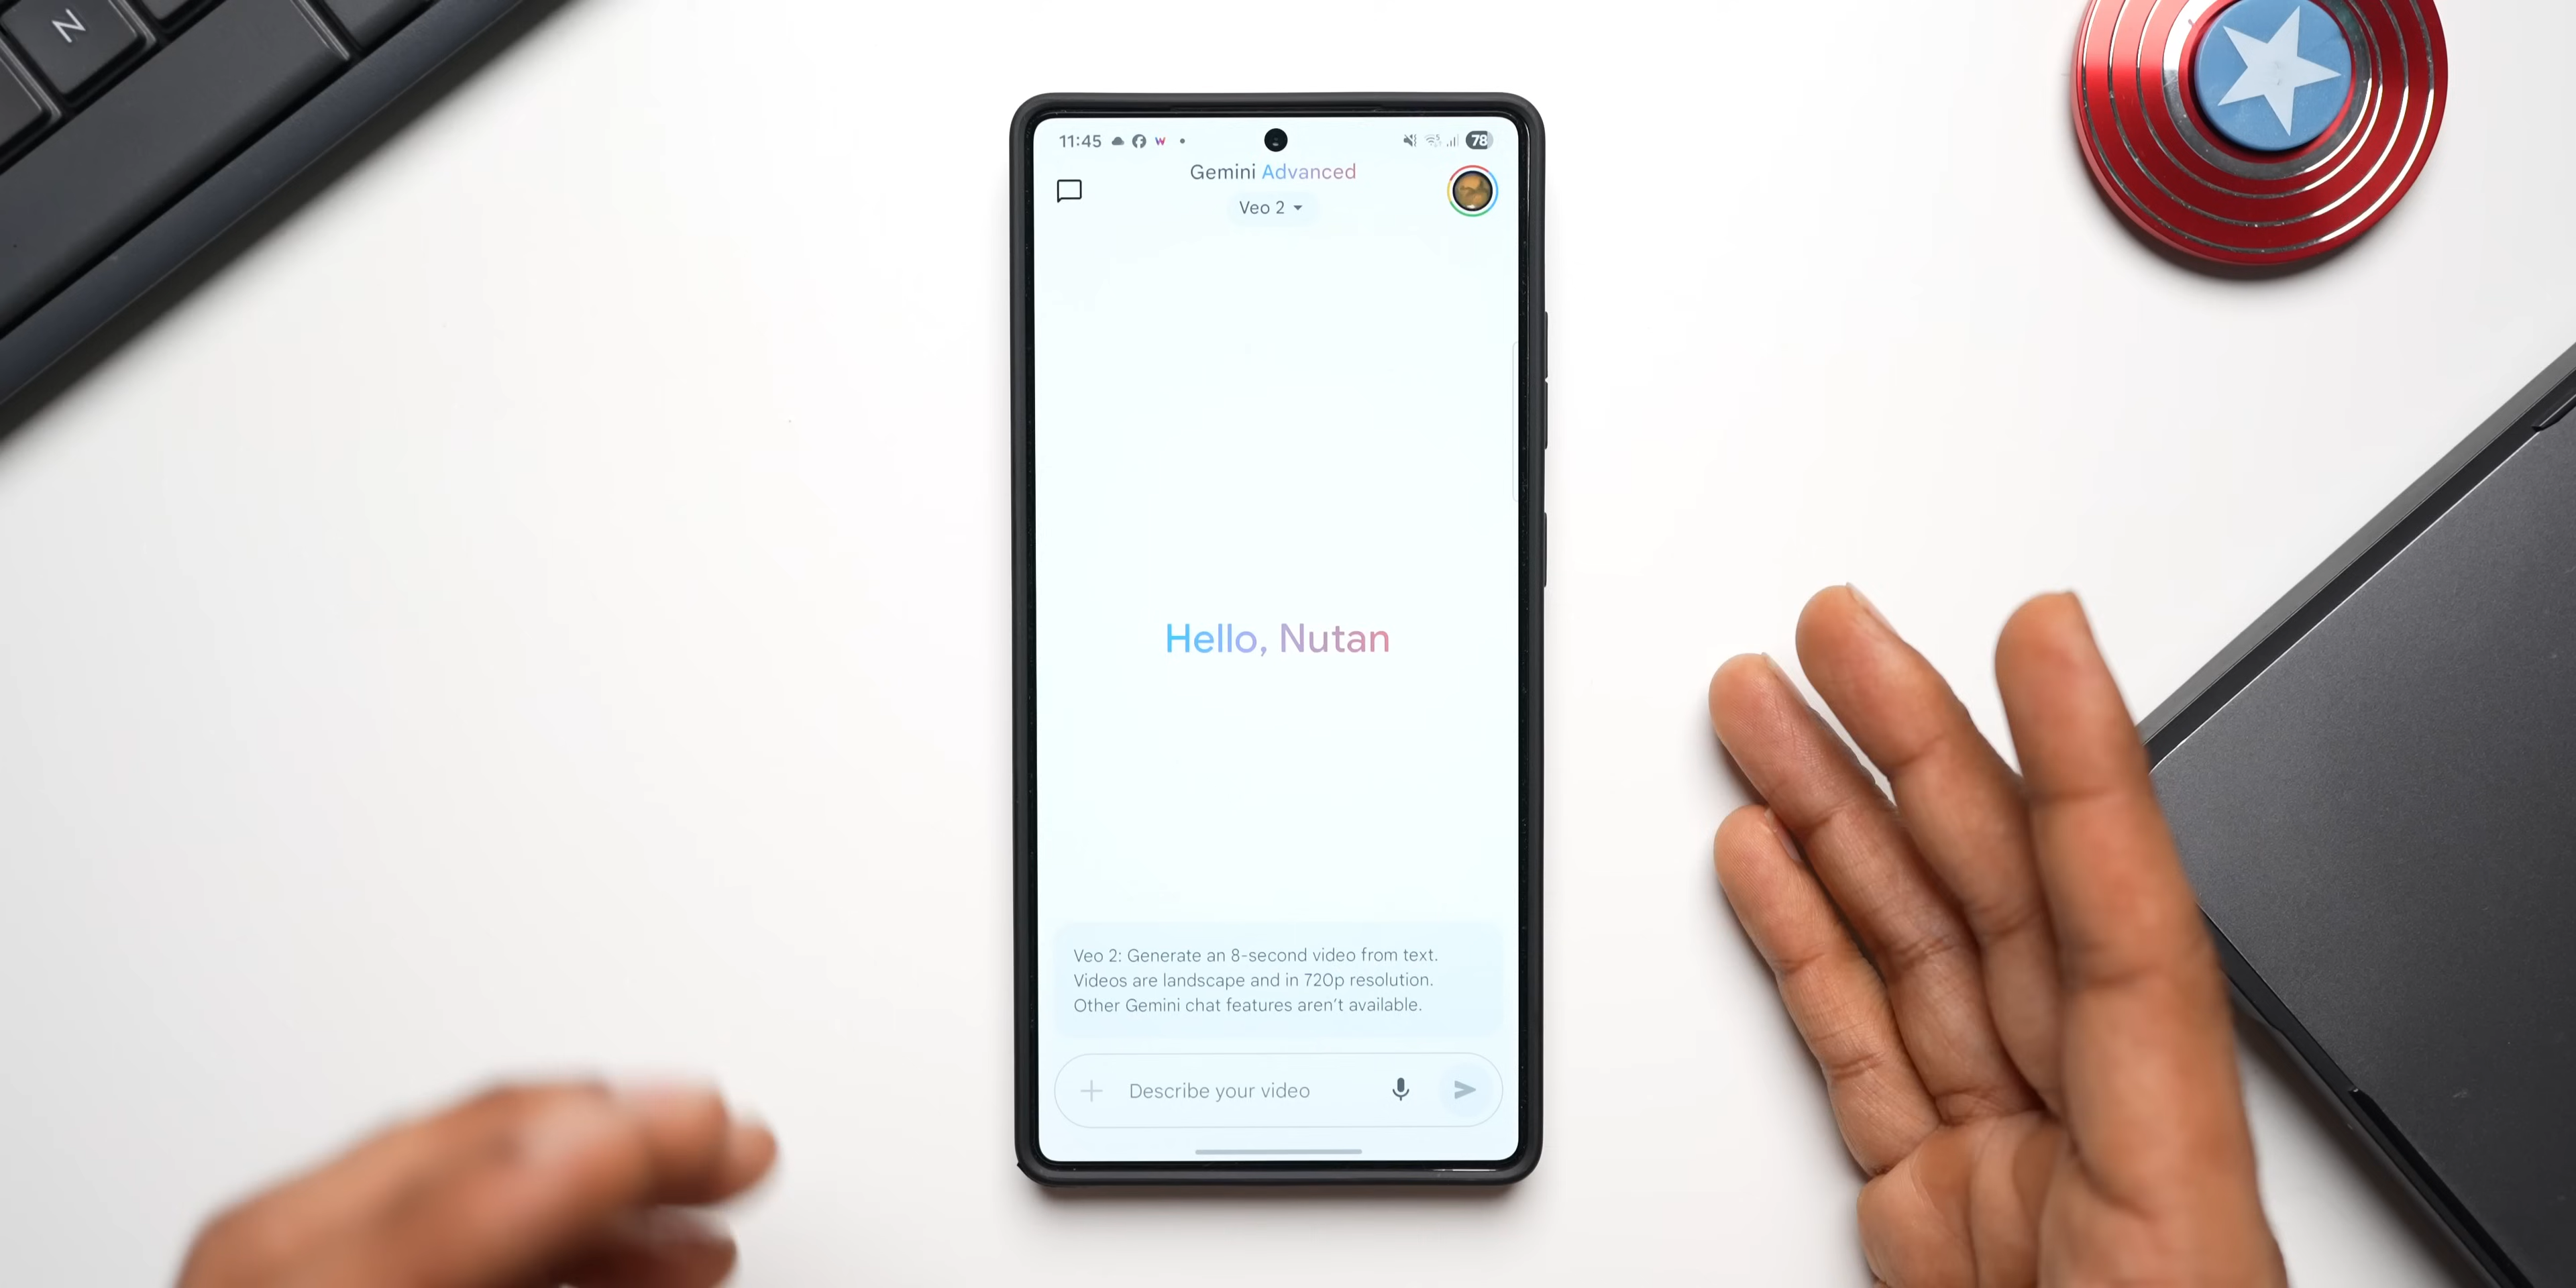 N
11:45
78
Gemini Advanced
Veo 2
Hello, Nutan
Veo 2: Generate an 8-second video from text.
Videos are landscape and in 720p resolution.
Other Gemini chat features aren't available.
Describe your video